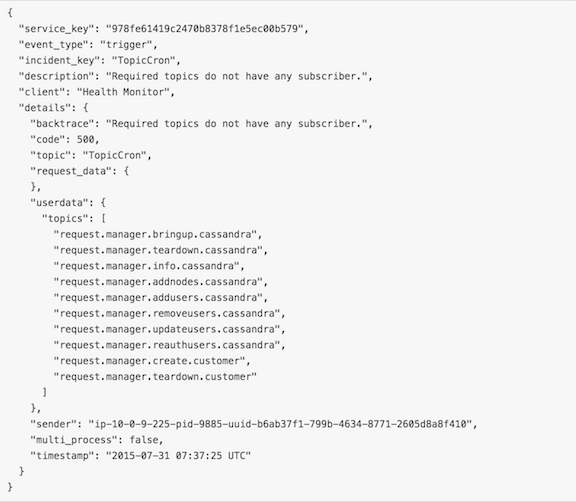 {
"service_key": "978fe61419c2470b8378f1e5ec00b579",
"event_type": "trigger",
"incident_key": "TopicCron",
"description": "Required topics do not have any subscriber.",
"client": "Health Monitor",
"details": {
"backtrace": "Required topics do not have any subscriber.",
"code": 500,
"topic": "TopicCron",
"request_data": {
},
"userdata": {
"topics": [
"request.manager.bringup.cassandra",
"request.manager.teardown.cassandra",
"request.manager.info.cassandra",
"request.manager.addnodes.cassandra",
"request.manager.addusers.cassandra",
"request.manager.removeusers.cassandra",
"request.manager.updateusers.cassandra",
"request.manager.reauthusers.cassandra",
"request.manager.create.customer",
"request.manager.teardown.customer"
]
},
"sender": "ip-10-0-9-225-pid-9885-uuid-b6ab37f1-799b-4634-8771-2605d8a8f410",
"multi_process": false,
"timestamp": "2015-07-31 07:37:25 UTC"
}
}